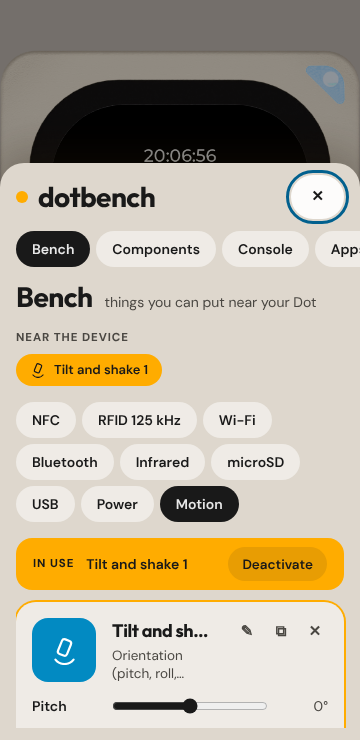 20:06:56
dotbench
×
Bench Components Console App
Bench things you can put near your Dot
NEAR THE DEVICE
Tilt and shake 1
NFC RFID 125 kHz Wi-Fi
Bluetooth Infrared microSD
USB Power Motion
IN USE Tilt and shake 1 Deactivate
Tilt and sh...
Orientation
(pitch, roll,...
Pitch 0°